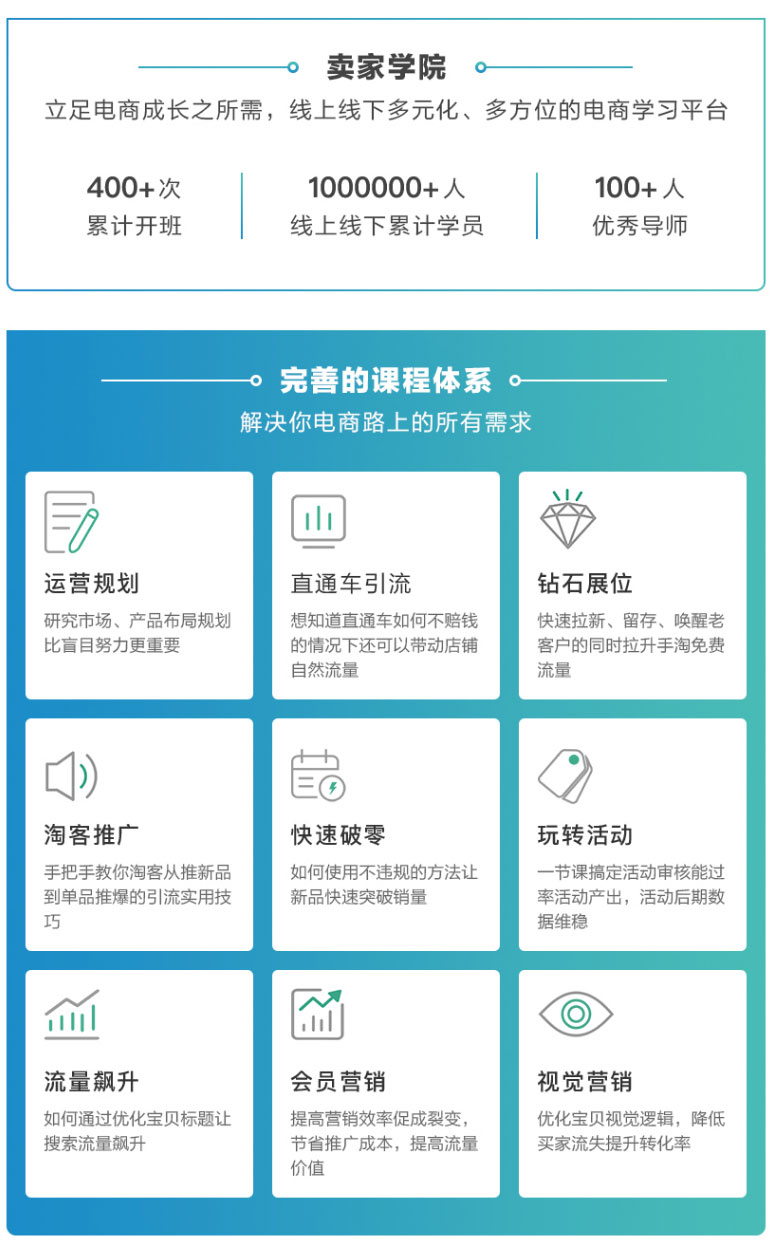 卖家学院
立足电商成长之所需，线上线下多元化、多方位的电商学习平台
400+次
1000000+人
100+人
累计开班
线上线下累计学员
优秀导师
完善的课程体系
解决你电商路上的所有需求
运营规划
研究市场、产品布局规划
比盲目努力更重要
直通车引流
想知道直通车如何不赔钱
的情况下还可以带动店铺
自然流量
钻石展位
快速拉新、留存、唤醒老
客户的同时拉升手淘免费
流量
淘客推广
手把手教你淘客从推新品
到单品推爆的引流实用技
巧
快速破零
如何使用不违规的方法让
新品快速突破销量
玩转活动
一节课搞定活动审核能过
率活动产出，活动后期数
据维稳
流量飙升
如何通过优化宝贝标题让
搜索流量飙升
会员营销
提高营销效率促成裂变，
节省推广成本，提高流量
价值
视觉营销
优化宝贝视觉逻辑，降低
买家流失提升转化率